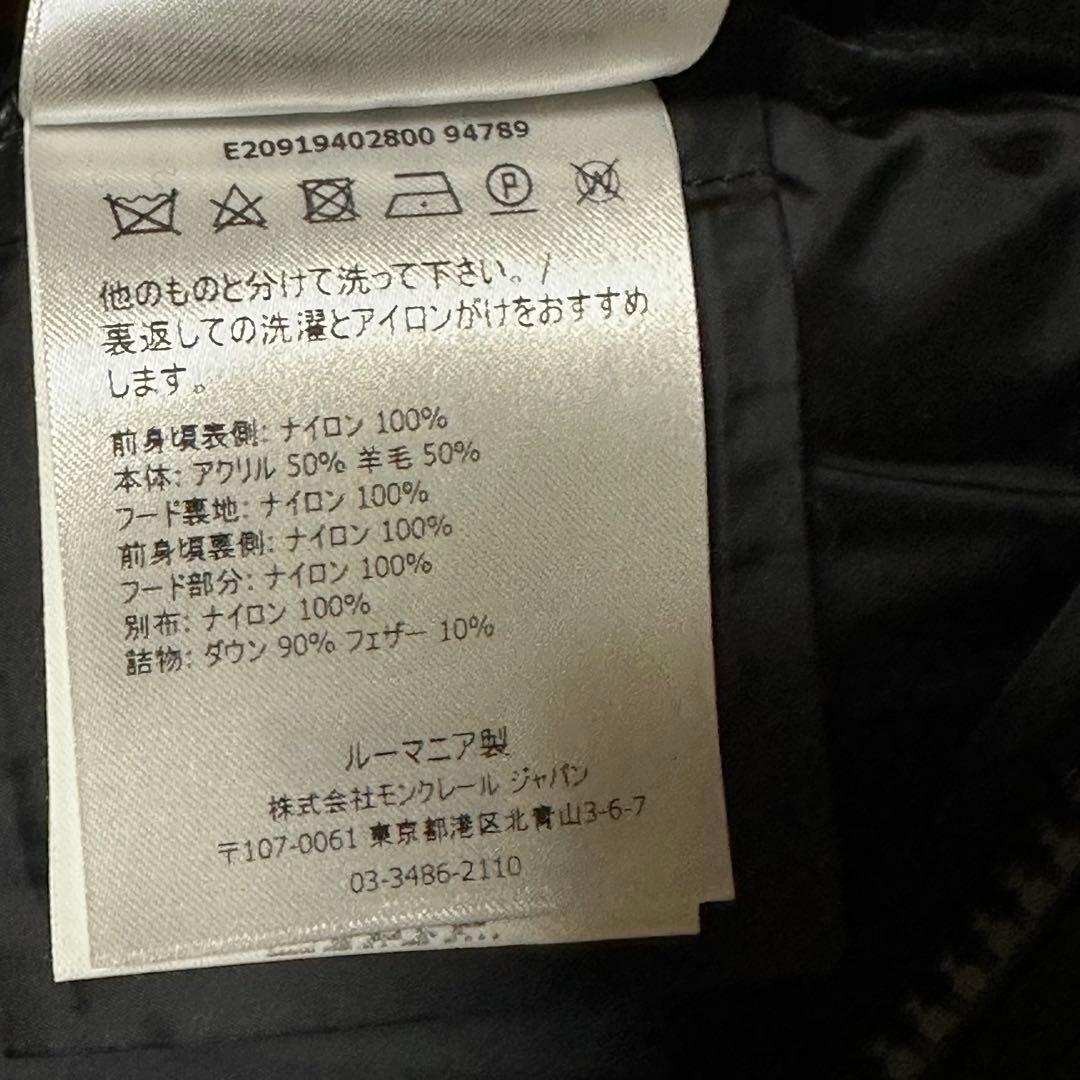 E20919402800 94789
P
W
他のものと分けて洗って下さい。/
裏返しての洗濯とアイロンがけをおすすめ
します。
前身頃表側: ナイロン 100%
本体: アクリル 50% 羊毛 50%
フード裏地: ナイロン 100%
前身頃裏側: ナイロン 100%
フード部分: ナイロン 100%
別布: ナイロン 100%
詰物: ダウン 90% フェザー 10%
ルーマニア製
株式会社モンクレール ジャパン
〒107-0061 東京都港区北青山3-6-7
03-3486-2110